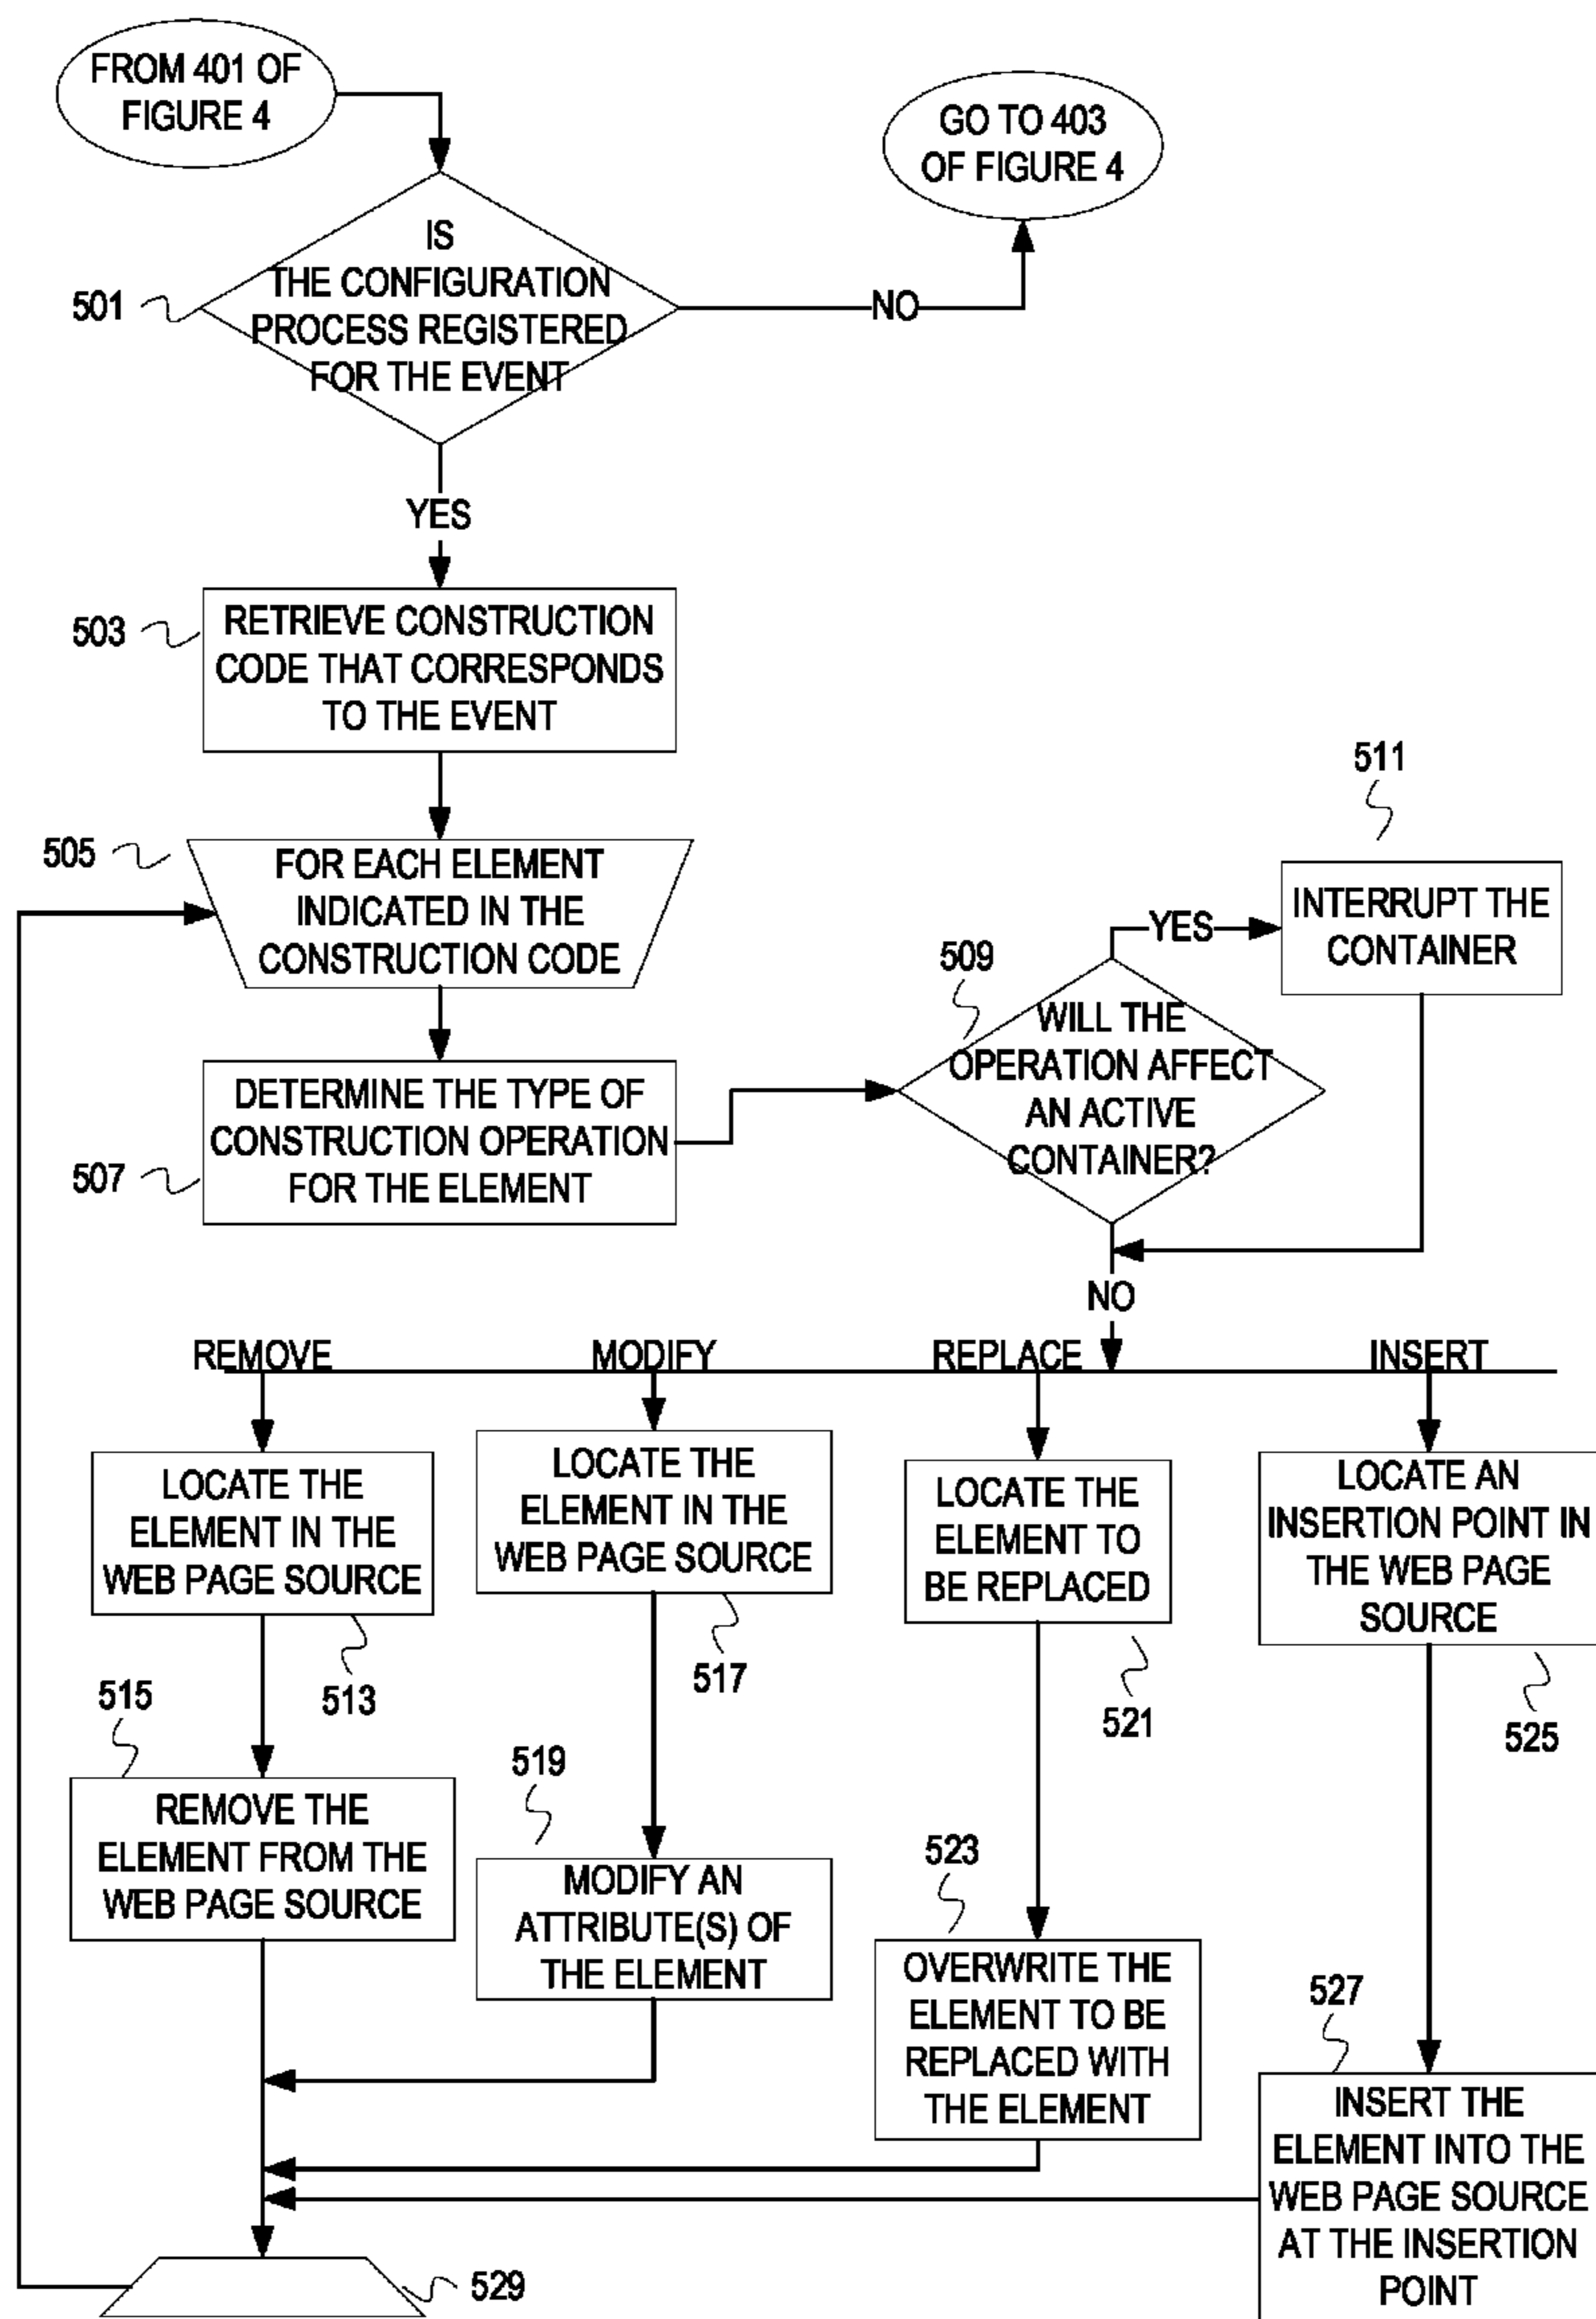 FROM 401 OF
FIGURE 4
GO TO 403
OF FIGURE 4
IS
THE CONFIGURATION
PROCESS REGISTERED
FOR THE EVENT
501
NO
YES
503
RETRIEVE CONSTRUCTION
CODE THAT CORRESPONDS
TO THE EVENT
505
FOR EACH ELEMENT
INDICATED IN THE
CONSTRUCTION CODE
507
DETERMINE THE TYPE OF
CONSTRUCTION OPERATION
FOR THE ELEMENT
509
WILL THE
OPERATION AFFECT
AN ACTIVE
CONTAINER?
YES
511
INTERRUPT THE
CONTAINER
NO
REMOVE
MODIFY
REPLACE
INSERT
LOCATE THE
ELEMENT IN THE
WEB PAGE SOURCE
513
LOCATE THE
ELEMENT IN THE
WEB PAGE SOURCE
517
LOCATE THE
ELEMENT TO
BE REPLACED
521
LOCATE AN
INSERTION POINT IN
THE WEB PAGE
SOURCE
525
515
REMOVE THE
ELEMENT FROM THE
WEB PAGE SOURCE
519
MODIFY AN
ATTRIBUTE(S) OF
THE ELEMENT
523
OVERWRITE THE
ELEMENT TO BE
REPLACED WITH
THE ELEMENT
527
INSERT THE
ELEMENT INTO THE
WEB PAGE SOURCE
AT THE INSERTION
POINT
529